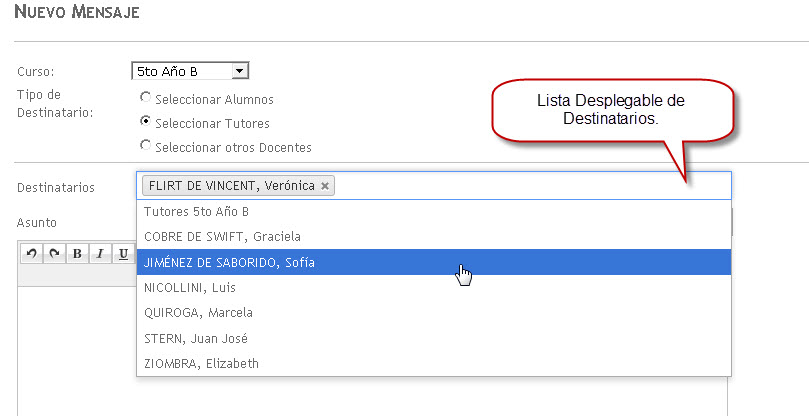 NUEVO MENSAJE
Curso:
5to Año B
Tipo de
Destinatario:
Seleccionar Alumnos
Seleccionar Tutores
Seleccionar otros Docentes
Lista Desplegable de
Destinatarios.
Destinatarios
FLIRT DE VINCENT, Verónica ×
Asunto
Tutores 5to Año B
COBRE DE SWIFT, Graciela
B I U
JIMÉNEZ DE SABORIDO, Sofía
NICOLLINI, Luis
QUIROGA, Marcela
STERN, Juan José
ZIOMBRA, Elizabeth